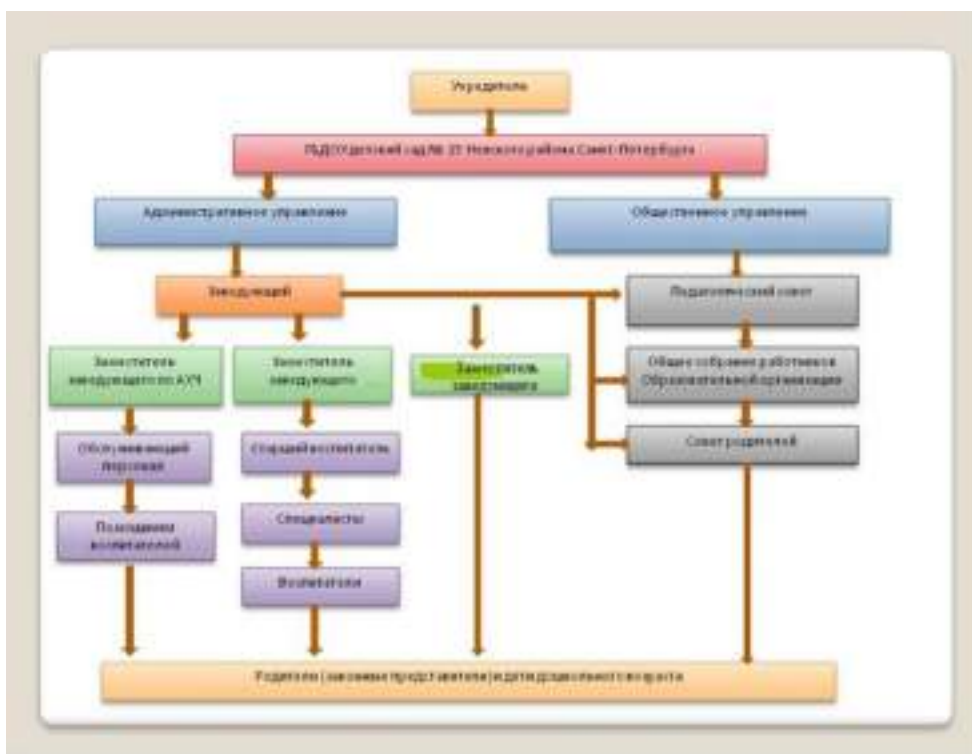 Учредитель
ГБДОУ детский сад № Невского района Санкт-Петербурга
Административное управление
Общественное управление
Заведующий
Педагогический совет
Заместитель
заведующего по АХЧ
Заместитель
заведующего
Заместитель
заведующего
Общее собрание работников
Образовательной организации
Обслуживающий
персонал
Старший воспитатель
Совет родителей
Помощники
воспитателей
Специалисты
Воспитатели
Родители (законные представители) и дети дошкольного возраста